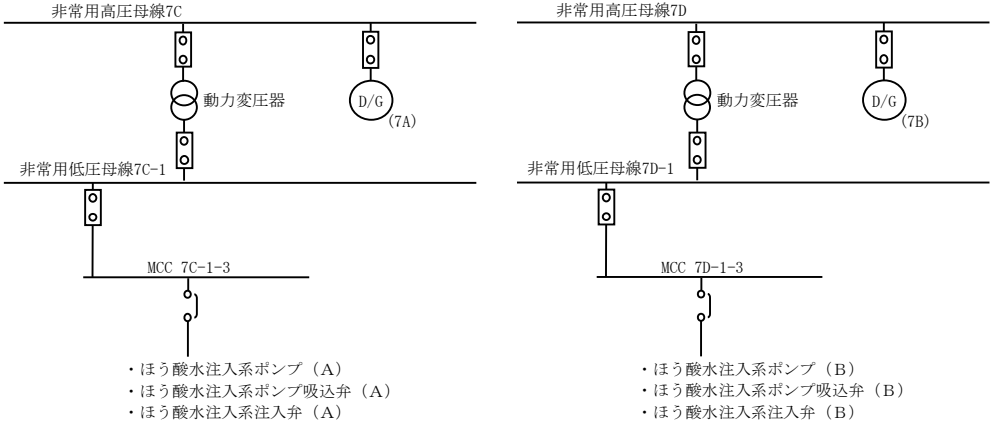 非常用高圧母線7C
D/G
動力変圧器
(7A)
非常用低圧母線7C-1
MCC 7C-1-3
・ほう酸水注入系ポンプ（A）
・ほう酸水注入系ポンプ吸込弁（A）
・ほう酸水注入系注入弁（A）
非常用高圧母線7D
D/G
動力変圧器
(7B)
非常用低圧母線7D-1
MCC 7D-1-3
・ほう酸水注入系ポンプ（B）
・ほう酸水注入系ポンプ吸込弁（B）
・ほう酸水注入系注入弁（B）